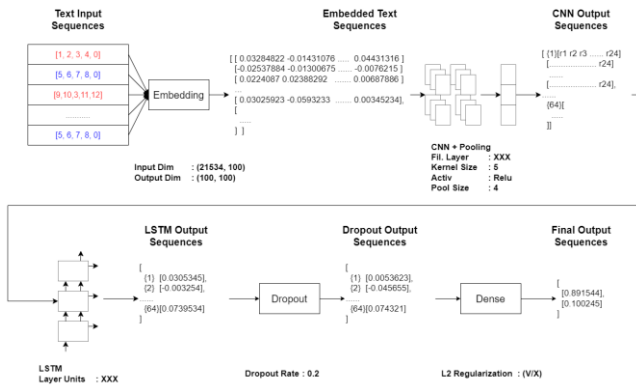 Text Input
Sequences
[1, 2, 3, 4, 0]
[5, 6, 7, 8, 0]
[9,10,3,11,12]
............
[5, 6, 7, 8, 0]
Embedding
Input Dim : (21534, 100)
Output Dim : (100, 100)
Embedded Text
Sequences
[ [ 0.03284822 -0.01431076 ...... 0.04431316 ]
[-0.02537884 -0.01300675 ...... -0.0076215 ]
[ 0.0224087 0.02388292 ....... 0.00687886 ]
...
[ 0.03025923 -0.0593233 ........ 0.00345234],
[
.....
] ]
CNN + Pooling
Fil. Layer : XXX
Kernel Size : 5
Activ : Relu
Pool Size : 4
CNN Output
Sequences
[ {1}[r1 r2 r3 ....... r24]
[...................... r24]
[...................... r24],
......
{64}[
......
]]
LSTM
Layer Units : XXX
LSTM Output
Sequences
[
{1} [0.0305345],
{2} [-0.003254],
......
{64}[0.0739534]
]
Dropout
Dropout Rate : 0.2
Dropout Output
Sequences
[
{1} [0.0053623],
{2} [-0.045655],
......
{64}[0.074321]
]
Dense
L2 Regularization : (V/X)
Final Output
Sequences
[
[0.891544],
[0.100245]
]